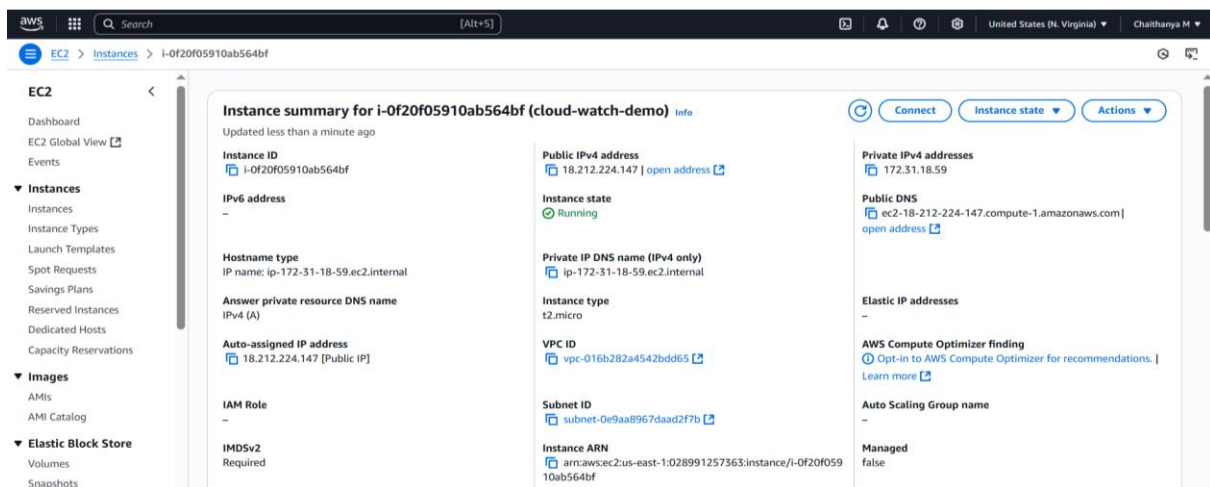 aws
Search
[Alt+S]
United States (N. Virginia)
Chaithanya M
EC2 > Instances > i-0f20f05910ab564bf
EC2
Dashboard
EC2 Global View
Events
Instances
Instances
Instance Types
Launch Templates
Spot Requests
Savings Plans
Reserved Instances
Dedicated Hosts
Capacity Reservations
Images
AMIs
AMI Catalog
Elastic Block Store
Volumes
Snapshots
Instance summary for i-0f20f05910ab564bf (cloud-watch-demo) Info
Connect
Instance state
Actions
Updated less than a minute ago
Instance ID
i-0f20f05910ab564bf
Public IPv4 address
18.212.224.147 | open address
Private IPv4 addresses
172.31.18.59
IPv6 address
–
Instance state
Running
Public DNS
ec2-18-212-224-147.compute-1.amazonaws.com |
open address
Hostname type
IP name: ip-172-31-18-59.ec2.internal
Private IP DNS name (IPv4 only)
ip-172-31-18-59.ec2.internal
Answer private resource DNS name
IPv4 (A)
Instance type
t2.micro
Elastic IP addresses
–
Auto-assigned IP address
18.212.224.147 [Public IP]
VPC ID
vpc-016b282a4542bdd65
AWS Compute Optimizer finding
Opt-in to AWS Compute Optimizer for recommendations. |
Learn more
IAM Role
–
Subnet ID
subnet-0e9aa8967daad2f7b
Auto Scaling Group name
–
IMDSv2
Required
Instance ARN
arn:aws:ec2:us-east-1:028991257363:instance/i-0f20f059
10ab564bf
Managed
false